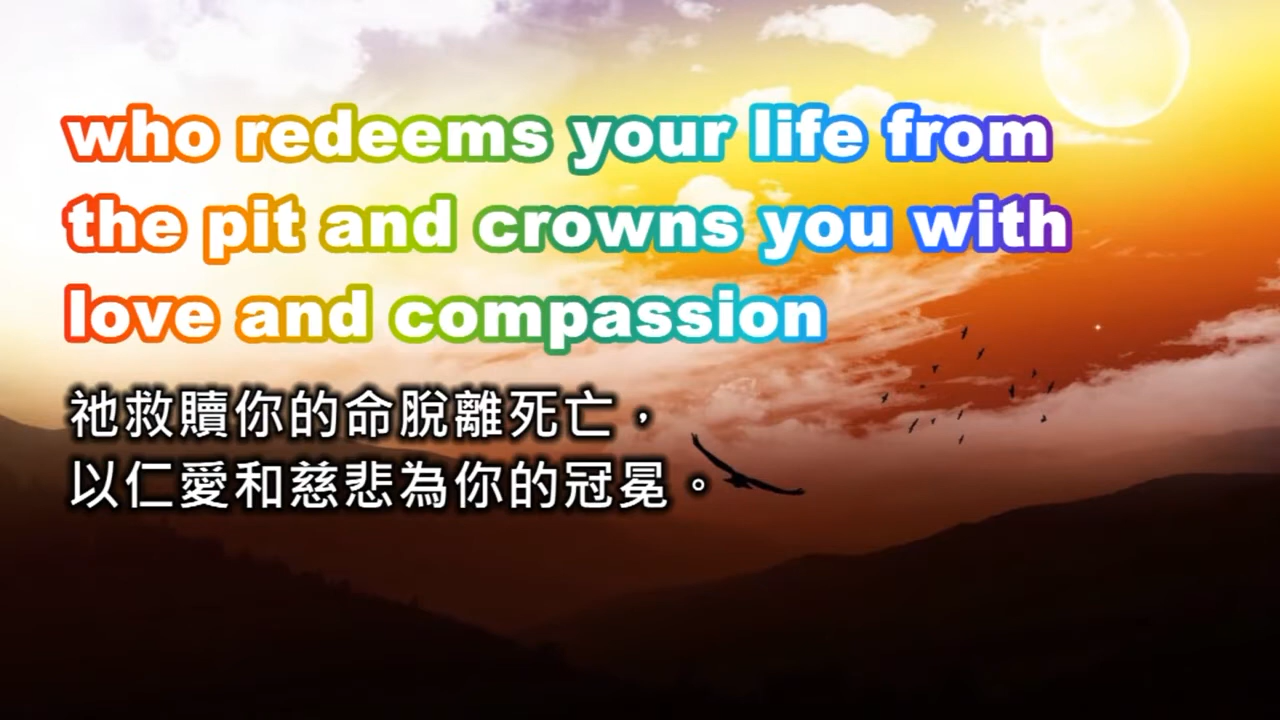 who redeems your life from
the pit and crowns you with
love and compassion
祂救贖你的命脫離死亡，
以仁愛和慈悲為你的冠冕。